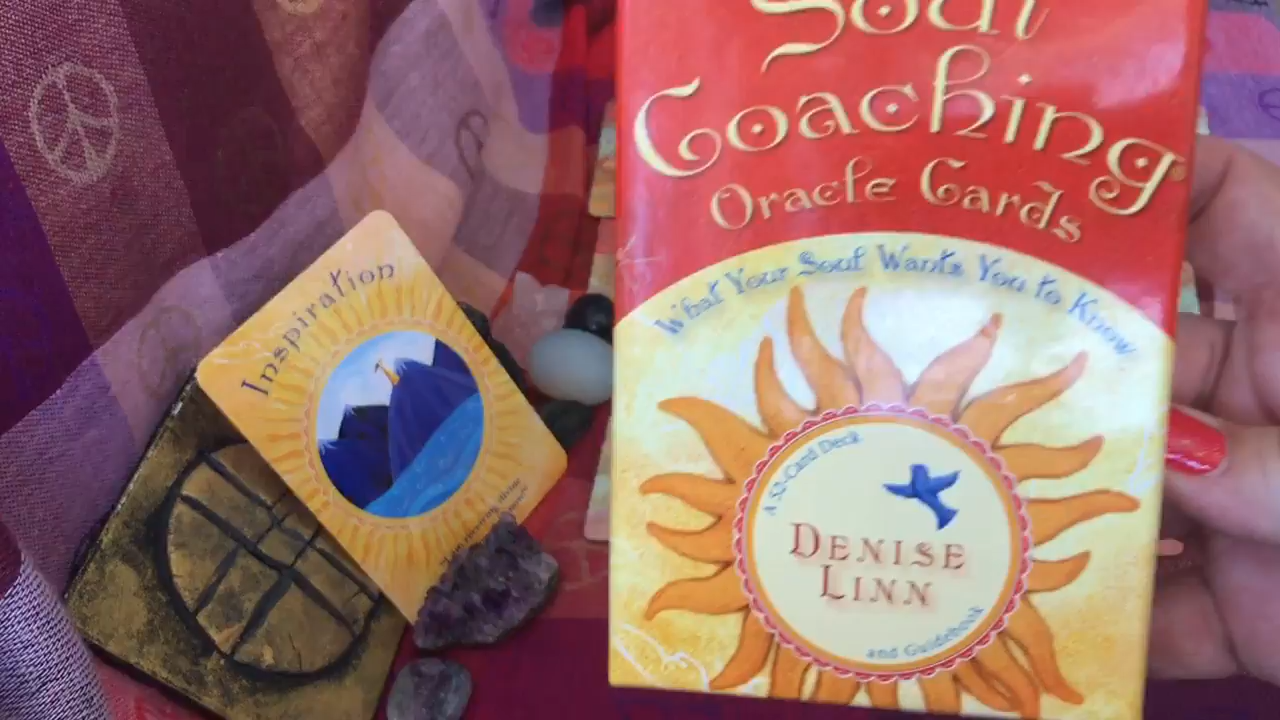 Soul
Coaching®
Oracle Cards
What Your Soul Wants You to Know
A 52-Card Deck
DENISE
LINN
and Guidebook
Inspiration